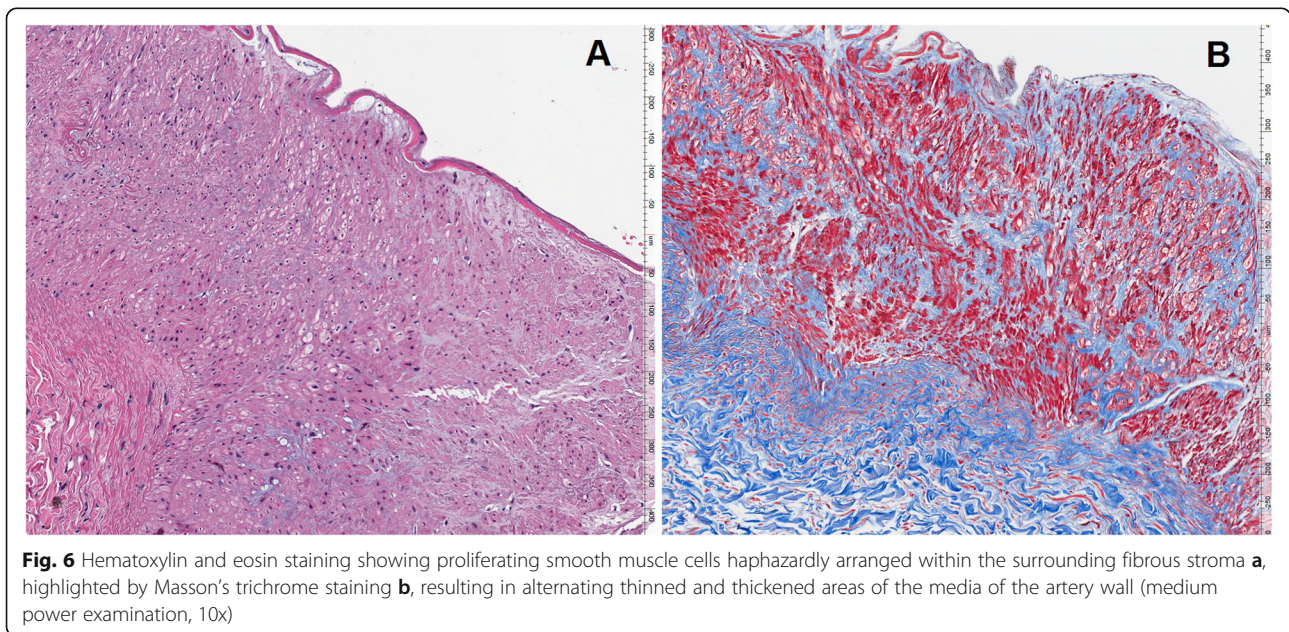 A
B
Fig. 6 Hematoxylin and eosin staining showing proliferating smooth muscle cells haphazardly arranged within the surrounding fibrous stroma a,
highlighted by Masson's trichrome staining b, resulting in alternating thinned and thickened areas of the media of the artery wall (medium
power examination, 10x)